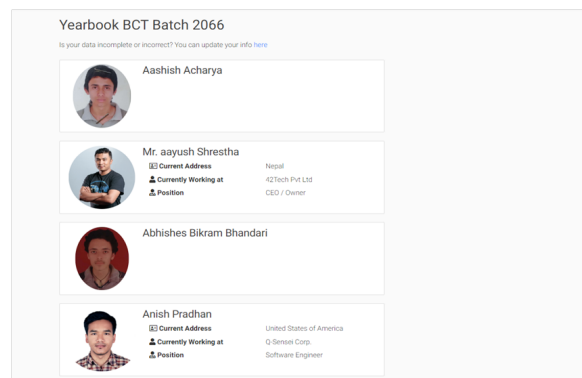 Yearbook BCT Batch 2066
Is your data incomplete or incorrect? You can update your info here
Aashish Acharya
Mr. aayush Shrestha
Current Address Nepal
Currently Working at 42Tech Pvt Ltd
Position CEO / Owner
Abhishes Bikram Bhandari
Anish Pradhan
Current Address United States of America
Currently Working at Q-Sensei Corp.
Position Software Engineer